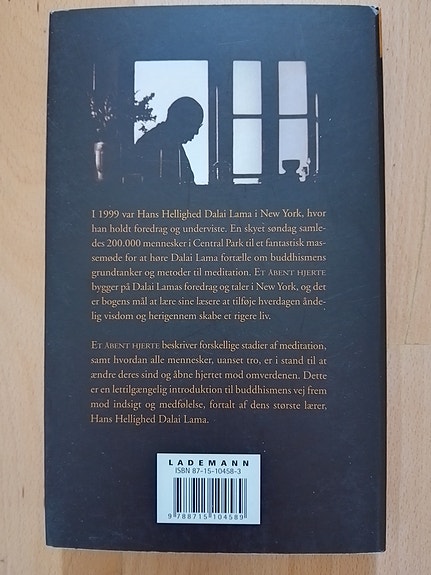 I 1999 var Hans Hellighed Dalai Lama i New York, hvor
han holdt foredrag og underviste. En skyet søndag samle-
des 200.000 mennesker i Central Park til et fantastisk mas-
semøde for at høre Dalai Lama fortælle om buddhismens
grundtanker og metoder til meditation. ET ÅBENT HJERTE
bygger på Dalai Lamas foredrag og taler i New York, og det
er bogens mål at lære sine læsere at tilføje hverdagen ånde-
lig visdom og herigennem skabe et rigere liv.
ET ÅBENT HJERTE beskriver forskellige stadier af meditation,
samt hvordan alle mennesker, uanset tro, er i stand til at
ændre deres sind og åbne hjertet mod omverdenen. Dette
er en lettilgængelig introduktion til buddhismens vej frem
mod indsigt og medfølelse, fortalt af dens største lærer,
Hans Hellighed Dalai Lama.
LADEMANN
ISBN 87-15-10458-3
9 788715 104589